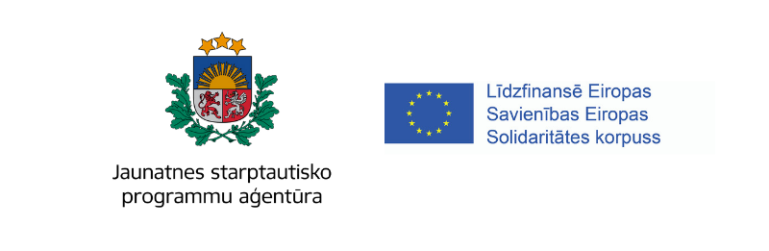 Jaunatnes starptautisko
programmu aģentūra
Līdzfinansē Eiropas
Savienības Eiropas
Solidaritātes korpuss